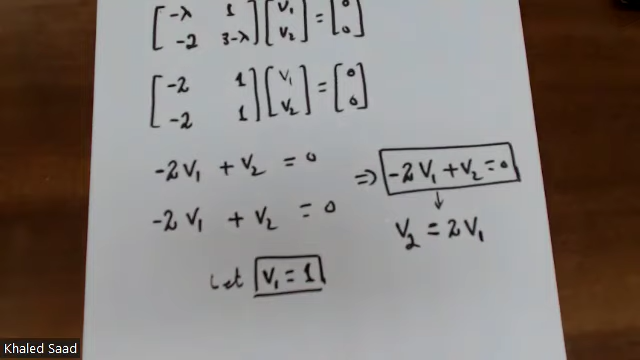 [-λ 1; -2 3-λ] [V₁; V₂] = [0; 0]
[-2 1; -2 1] [V₁; V₂] = [0; 0]
-2V₁ + V₂ = 0
-2V₁ + V₂ = 0
⇒ -2V₁ + V₂ = 0
↓
V₂ = 2V₁
Let V₁ = 1
Khaled Saad